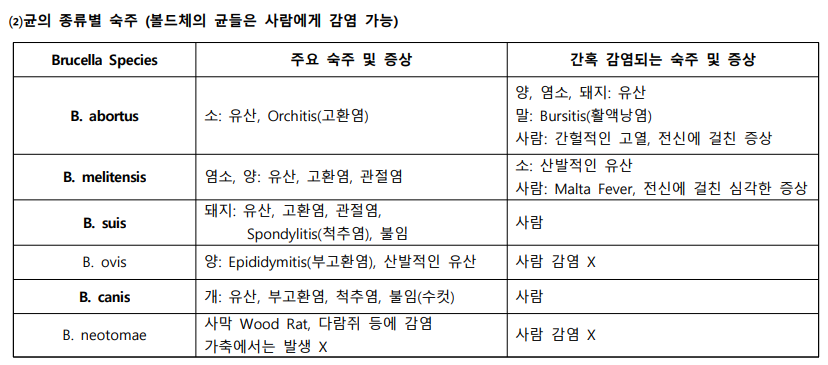 ⑵균의 종류별 숙주 (볼드체의 균들은 사람에게 감염 가능)
Brucella Species 주요 숙주 및 증상 간혹 감염되는 숙주 및 증상
B. abortus
소: 유산, Orchitis(고환염)
양, 염소, 돼지: 유산
말: Bursitis(활액낭염)
사람: 간헐적인 고열, 전신에 걸친 증상
B. melitensis
염소, 양: 유산, 고환염, 관절염
소: 산발적인 유산
사람: Malta Fever, 전신에 걸친 심각한 증상
B. suis
돼지: 유산, 고환염, 관절염,
Spondylitis(척추염), 불임
사람
B. ovis
양: Epididymitis(부고환염), 산발적인 유산
사람 감염 X
B. canis
개: 유산, 부고환염, 척추염, 불임(수컷)
사람
B. neotomae
사막 Wood Rat, 다람쥐 등에 감염
가축에서는 발생 X
사람 감염 X